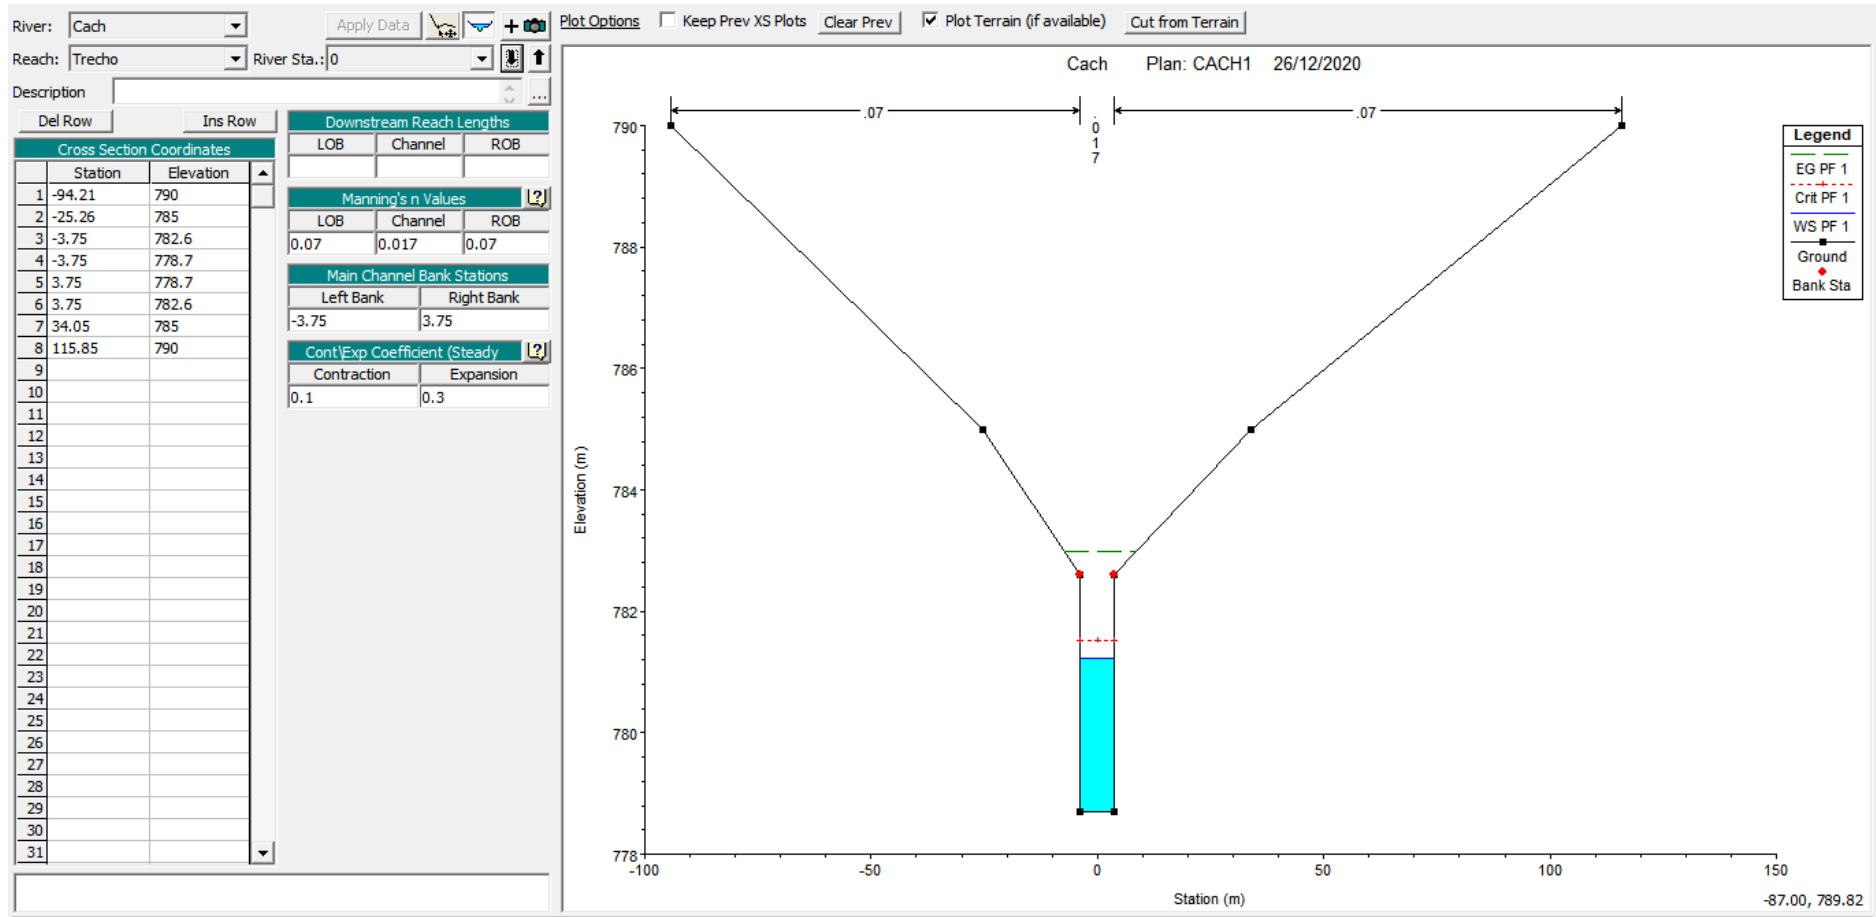 River: Cach Apply Data
Reach: Trecho River Sta.: 0
Description ...
Del Row Ins Row
Cross Section Coordinates
Station Elevation
1 -94.21 790
2 -25.26 785
3 -3.75 782.6
4 -3.75 778.7
5 3.75 778.7
6 3.75 782.6
7 34.05 785
8 115.85 790
9
10
11
12
13
14
15
16
17
18
19
20
21
22
23
24
25
26
27
28
29
30
31
Downstream Reach Lengths
LOB Channel ROB
Manning's n Values ?
LOB Channel ROB
0.07 0.017 0.07
Main Channel Bank Stations
Left Bank Right Bank
-3.75 3.75
Cont\Exp Coefficient (Steady ?
Contraction Expansion
0.1 0.3
Plot Options Keep Prev XS Plots Clear Prev Plot Terrain (if available) Cut from Terrain
Cach Plan: CACH1 26/12/2020
.07 .017 .07
790
788
786
784
782
780
778
Elevation (m)
-100 -50 0 50 100 150
Station (m)
Legend
EG PF 1
Crit PF 1
WS PF 1
Ground
Bank Sta
-87.00, 789.82